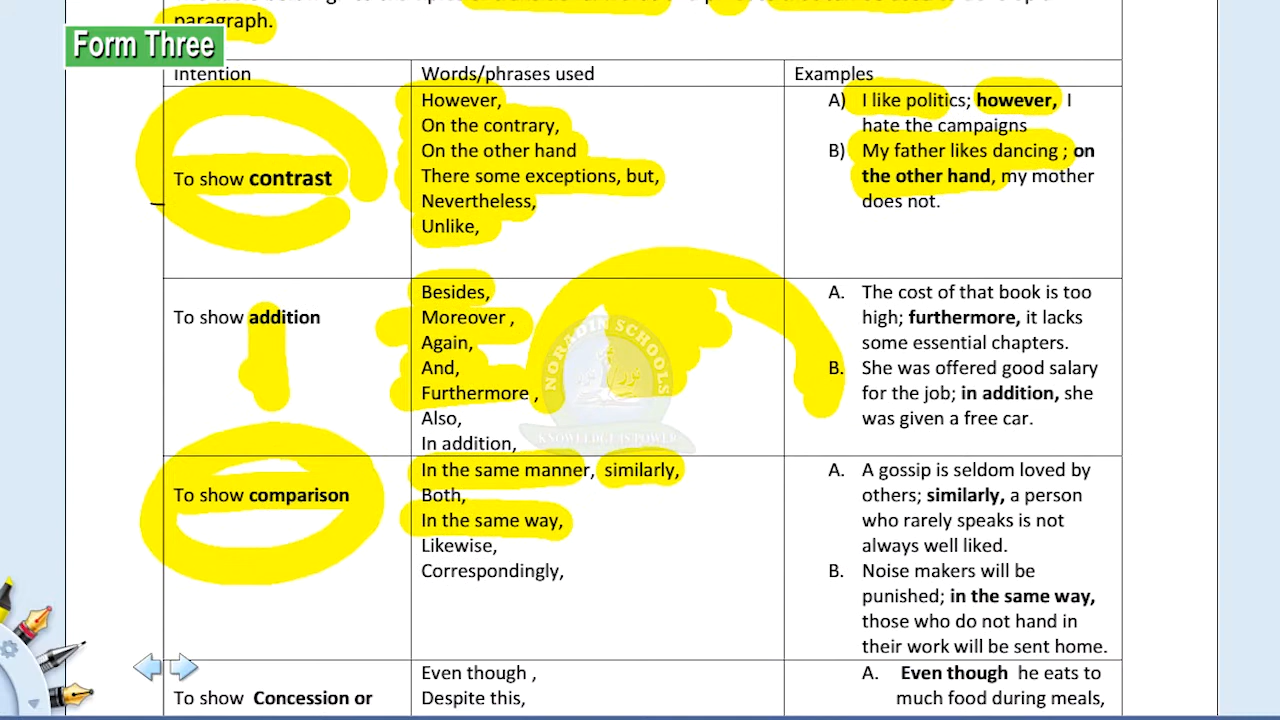 paragraph.
Form Three
Intention
Words/phrases used
Examples
To show contrast
However,
On the contrary,
On the other hand
There some exceptions, but,
Nevertheless,
Unlike,
A) I like politics; however, I
hate the campaigns
B) My father likes dancing ; on
the other hand, my mother
does not.
To show addition
Besides,
Moreover ,
Again,
And,
Furthermore ,
Also,
In addition,
A. The cost of that book is too
high; furthermore, it lacks
some essential chapters.
B. She was offered good salary
for the job; in addition, she
was given a free car.
NORADIN SCHOOLS
KNOWLEDGE IS POWER
To show comparison
In the same manner, similarly,
Both,
In the same way,
Likewise,
Correspondingly,
A. A gossip is seldom loved by
others; similarly, a person
who rarely speaks is not
always well liked.
B. Noise makers will be
punished; in the same way,
those who do not hand in
their work will be sent home.
To show Concession or
Even though ,
Despite this,
A. Even though he eats to
much food during meals,